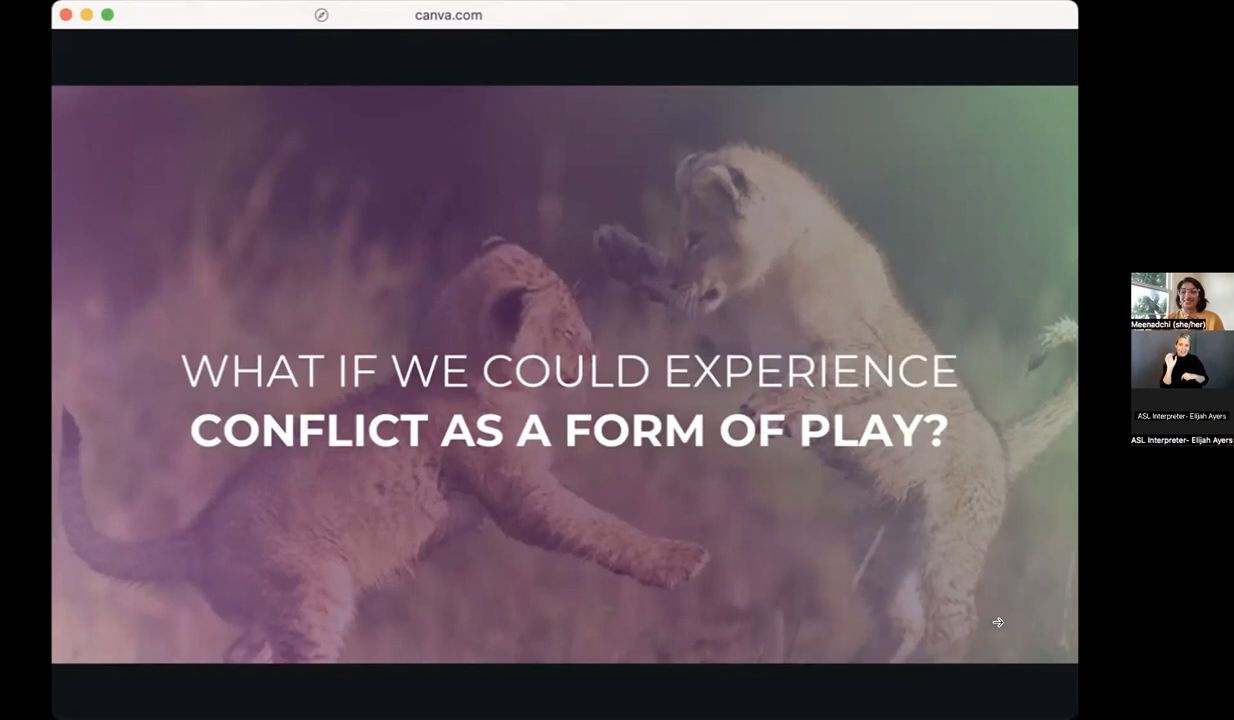 canva.com
WHAT IF WE COULD EXPERIENCE
CONFLICT AS A FORM OF PLAY?
Meenadchi (she/her)
ASL Interpreter- Elijah Ayers
ASL Interpreter- Elijah Ayers